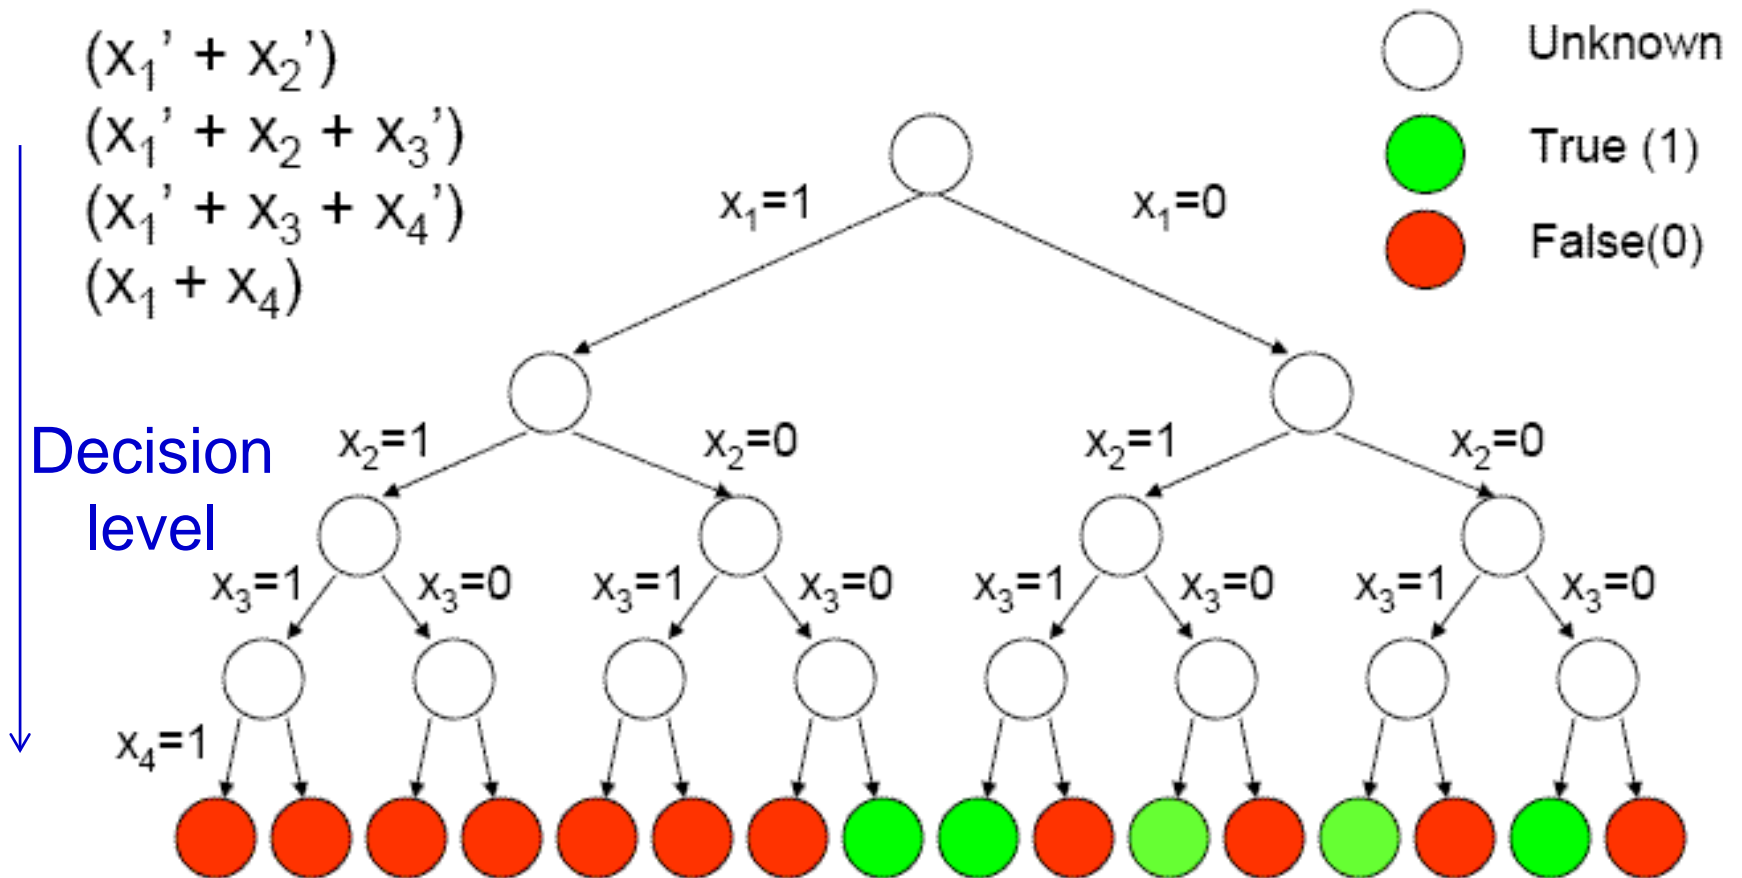 (x₁’ + x₂’)
(x₁’ + x₂ + x₃’)
(x₁’ + x₃ + x₄’)
(x₁ + x₄)
Unknown
True (1)
False(0)
x₁=1 x₁=0
Decision
level
x₂=1 x₂=0 x₂=1 x₂=0
x₃=1 x₃=0 x₃=1 x₃=0 x₃=1 x₃=0 x₃=1 x₃=0
x₄=1